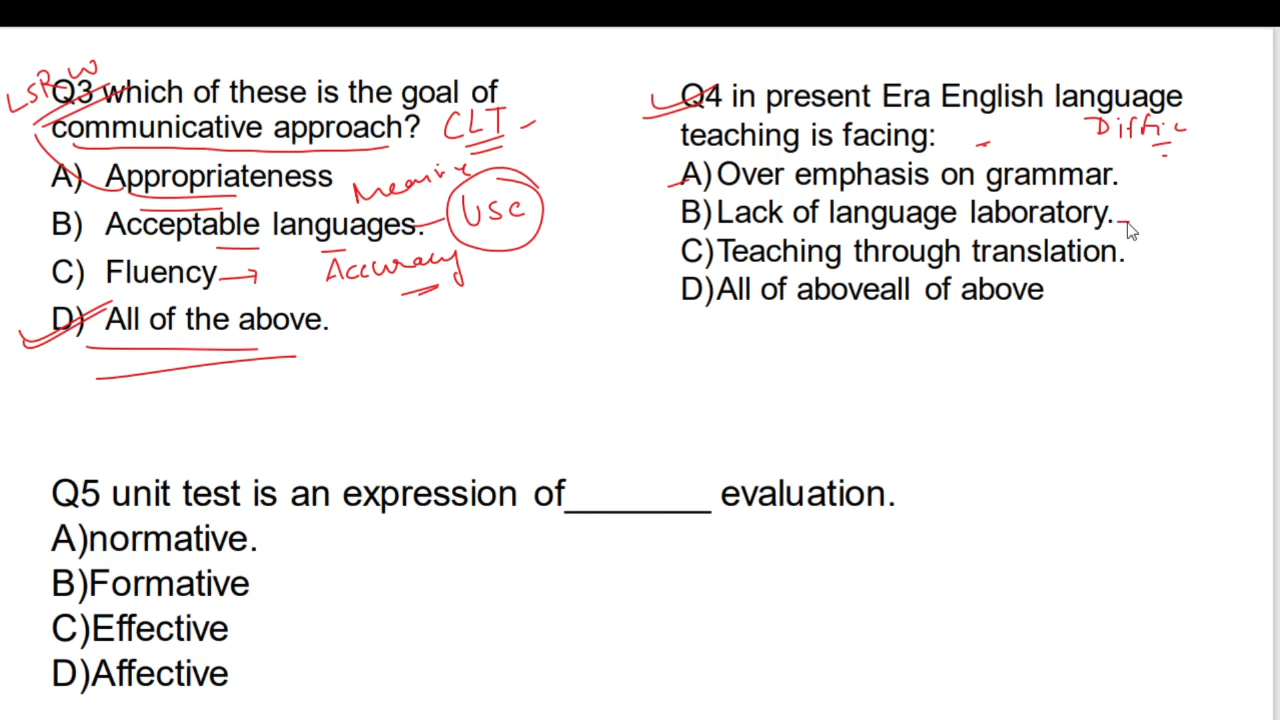 LSRW
Q3 which of these is the goal of
communicative approach? CLT
A) Appropriateness
B) Acceptable languages. Use
C) Fluency Accuracy
D) All of the above.
Q4 in present Era English language
teaching is facing: Diffic
A)Over emphasis on grammar.
B)Lack of language laboratory.
C)Teaching through translation.
D)All of aboveall of above
Q5 unit test is an expression of________ evaluation.
A)normative.
B)Formative
C)Effective
D)Affective